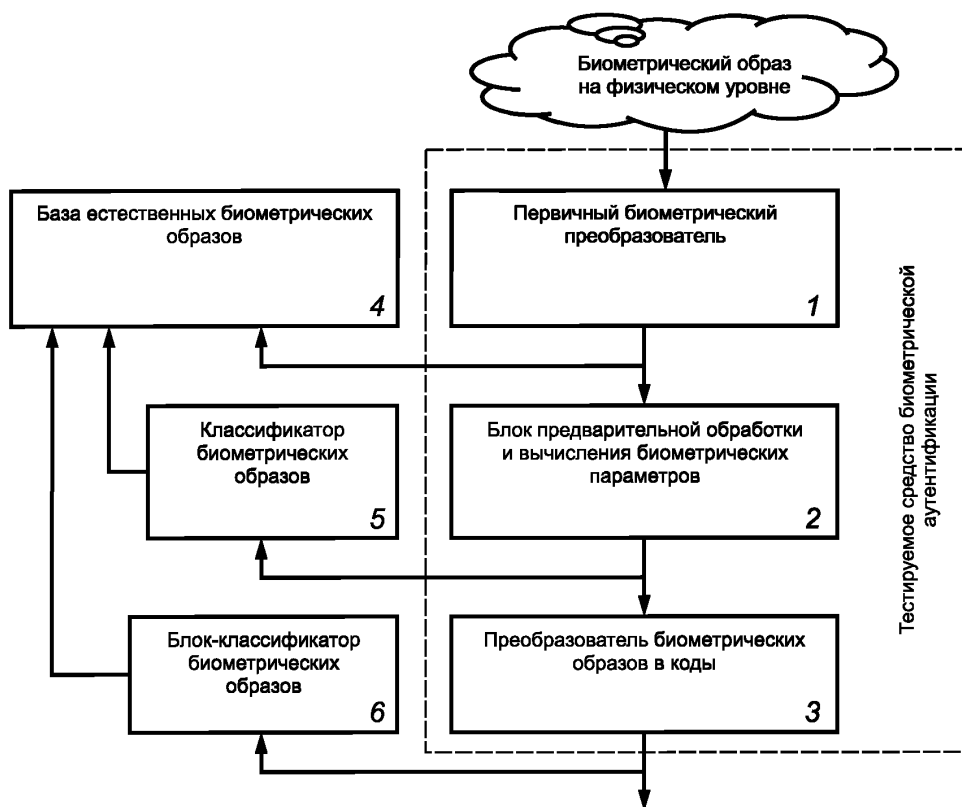 Биометрический образ
на физическом уровне
База естественных биометрических
образов
4
Первичный биометрический
преобразователь
1
Классификатор
биометрических
образов
5
Блок предварительной обработки
и вычисления биометрических
параметров
2
Блок-классификатор
биометрических
образов
6
Преобразователь биометрических
образов в коды
3
Тестируемое средство биометрической
аутентификации